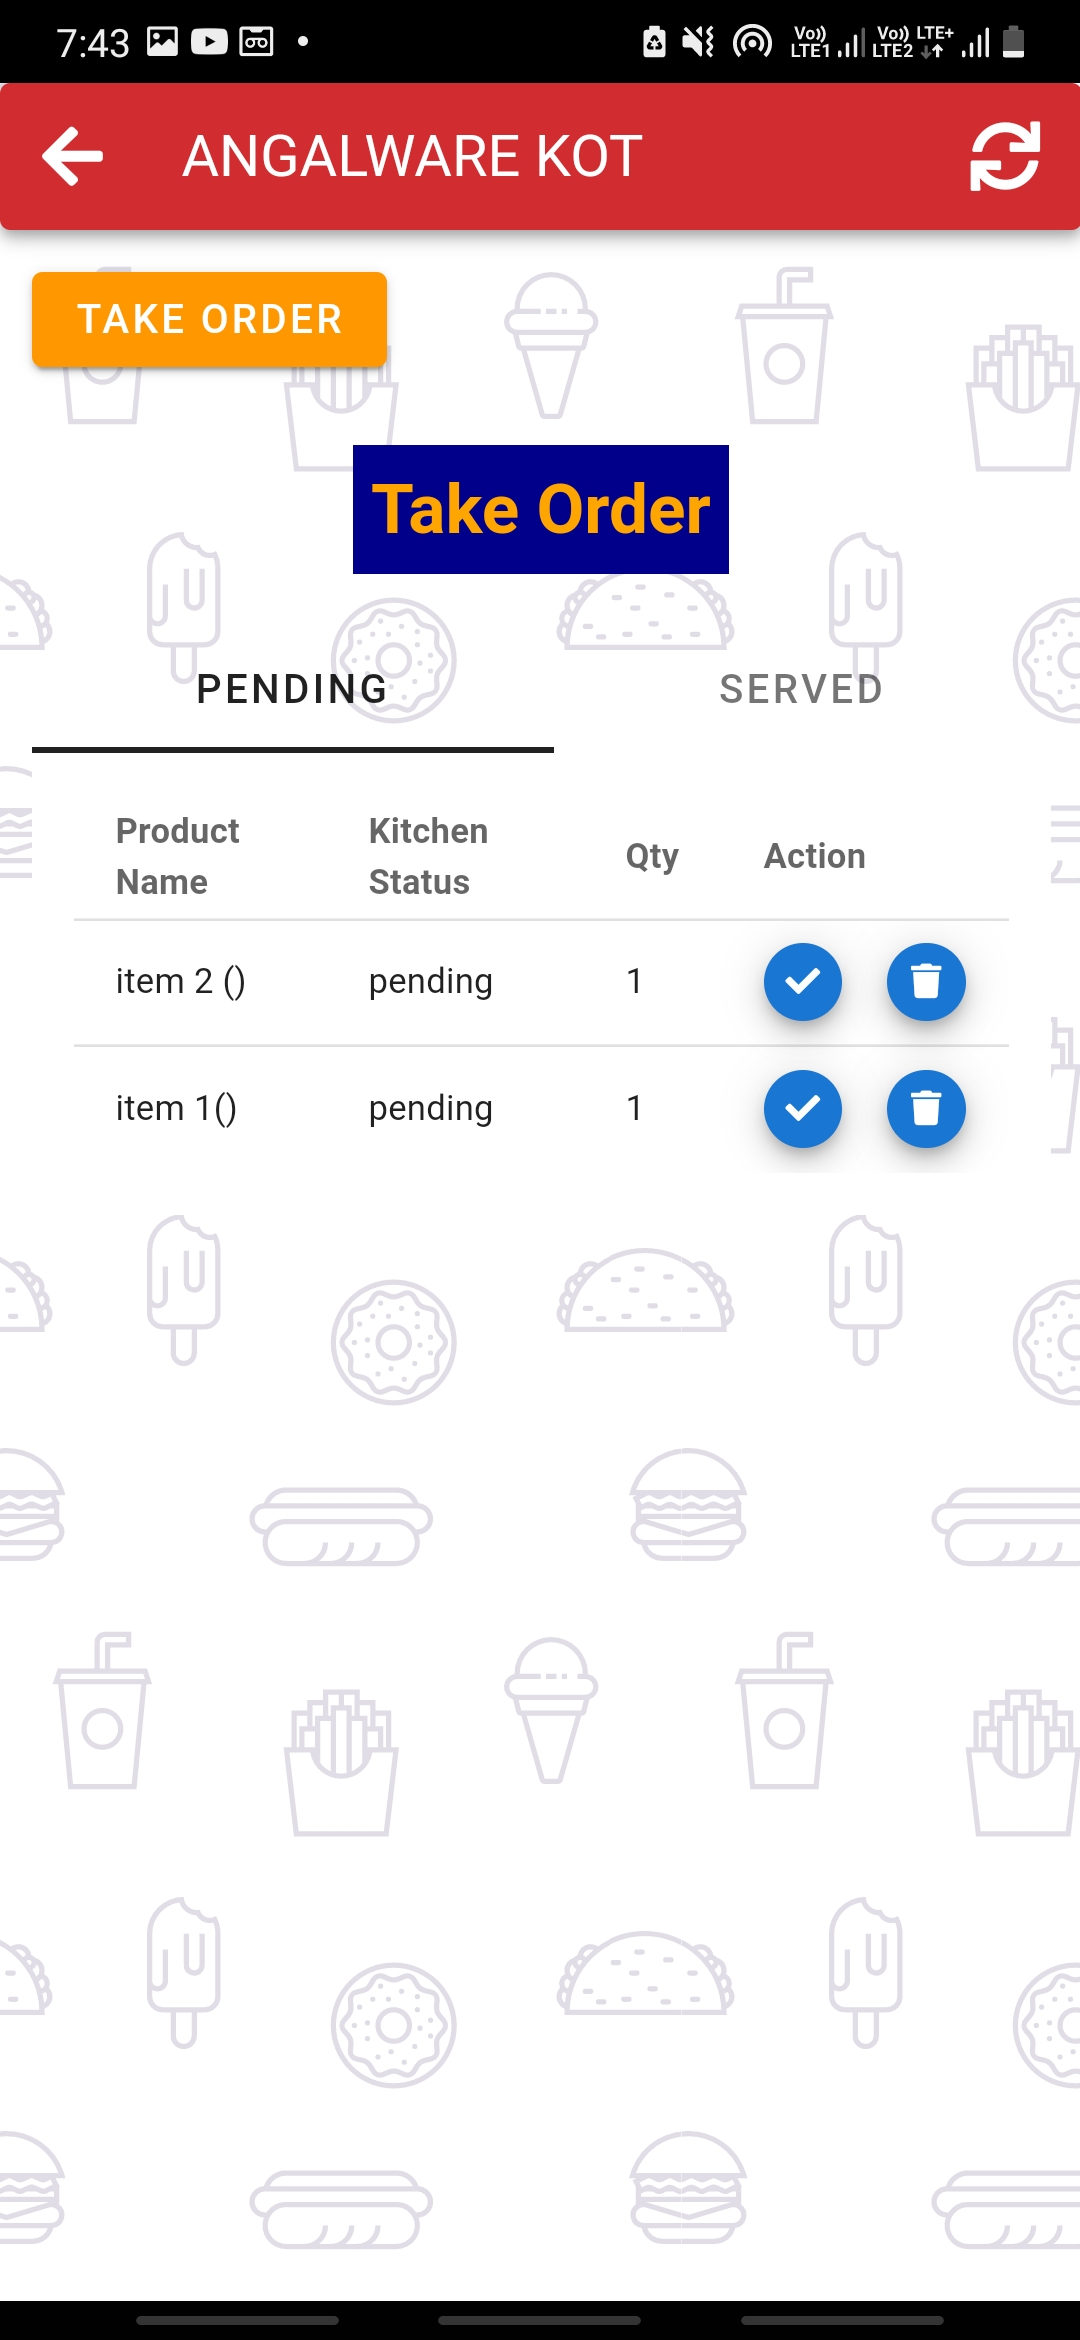 7:43 Vo)) LTE1 Vo)) LTE+ LTE2
ANGALWARE KOT
TAKE ORDER
Take Order
PENDING SERVED
Product Name Kitchen Status Qty Action
item 2 () pending 1
item 1() pending 1